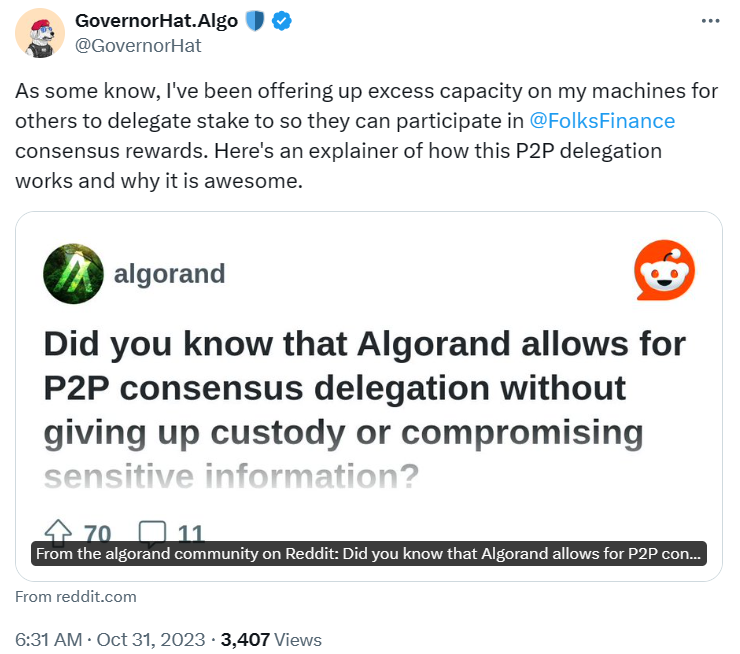 GovernorHat.Algo
@GovernorHat
As some know, I've been offering up excess capacity on my machines for
others to delegate stake to so they can participate in @FolksFinance
consensus rewards. Here's an explainer of how this P2P delegation
works and why it is awesome.
algorand
Did you know that Algorand allows for
P2P consensus delegation without
giving up custody or compromising
sensitive information?
70 11
From the algorand community on Reddit: Did you know that Algorand allows for P2P con...
From reddit.com
6:31 AM · Oct 31, 2023 · 3,407 Views